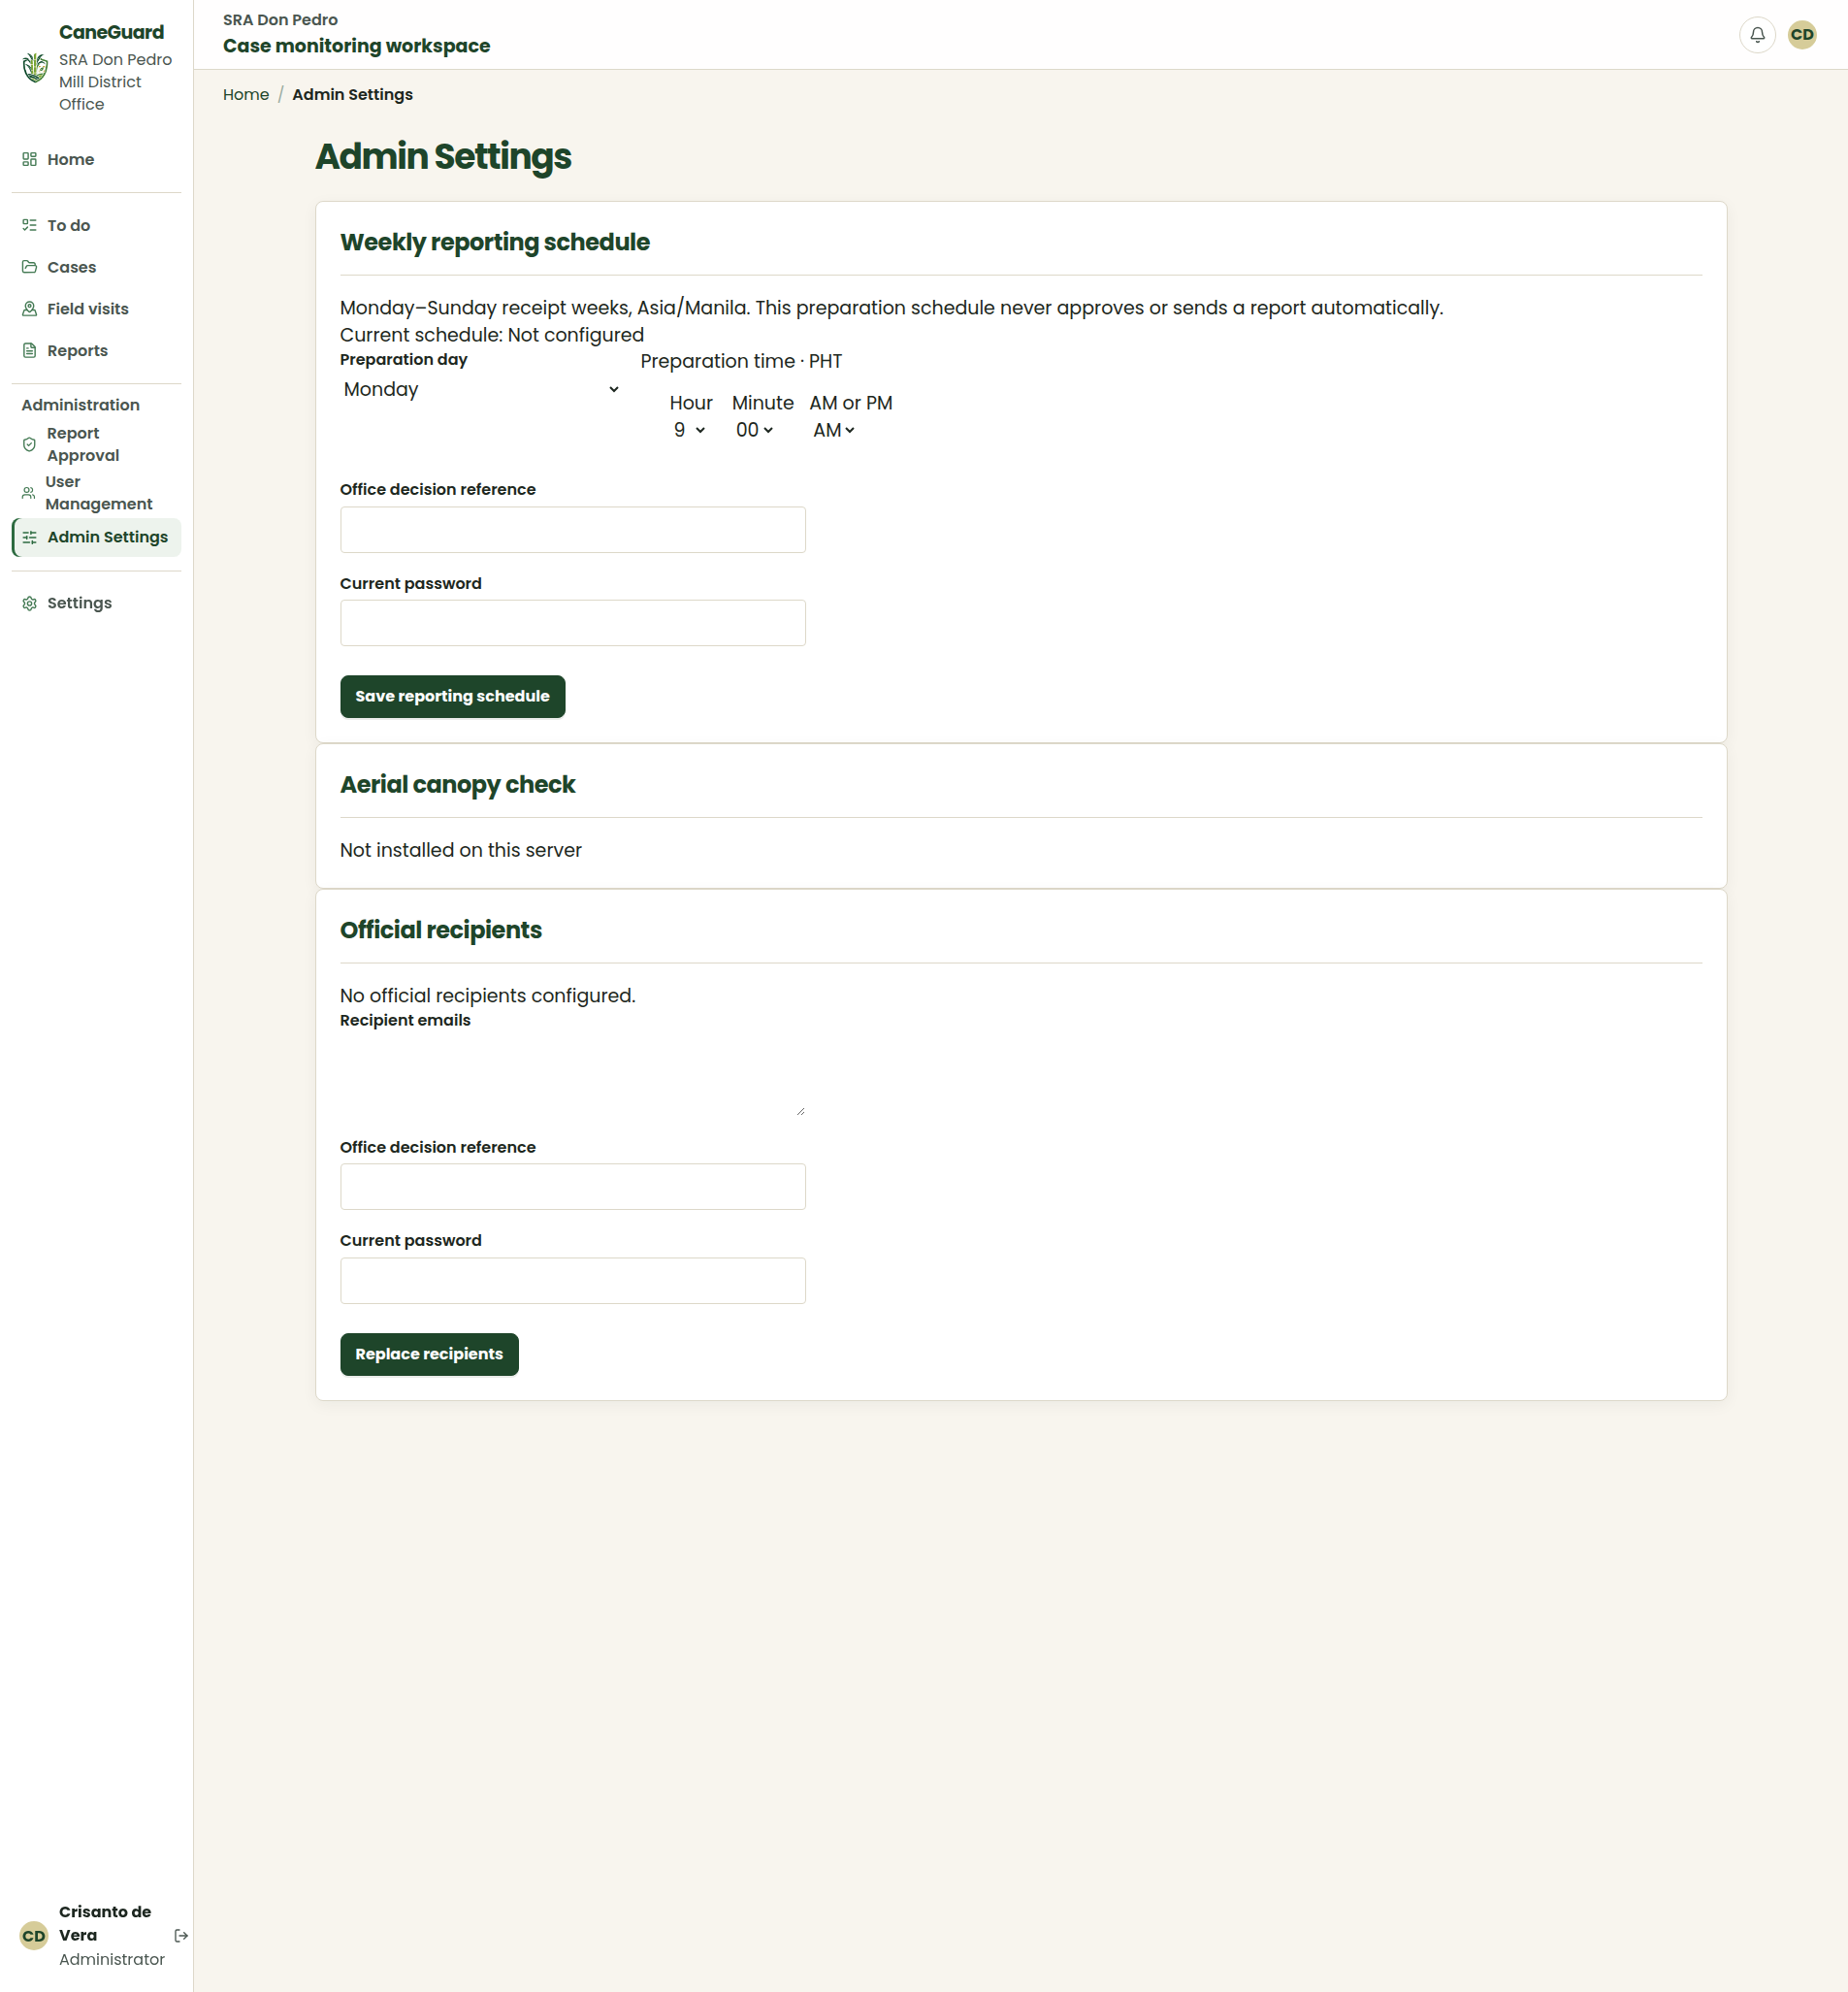 CaneGuard
SRA Don Pedro
Mill District
Office
Home
To do
Cases
Field visits
Reports
Administration
Report
Approval
User
Management
Admin Settings
Settings
CD
Crisanto de
Vera
Administrator
SRA Don Pedro
Case monitoring workspace
CD
Home / Admin Settings
Admin Settings
Weekly reporting schedule
Monday–Sunday receipt weeks, Asia/Manila. This preparation schedule never approves or sends a report automatically.
Current schedule: Not configured
Preparation day
Monday
Preparation time · PHT
Hour Minute AM or PM
9 00 AM
Office decision reference
Current password
Save reporting schedule
Aerial canopy check
Not installed on this server
Official recipients
No official recipients configured.
Recipient emails
Office decision reference
Current password
Replace recipients